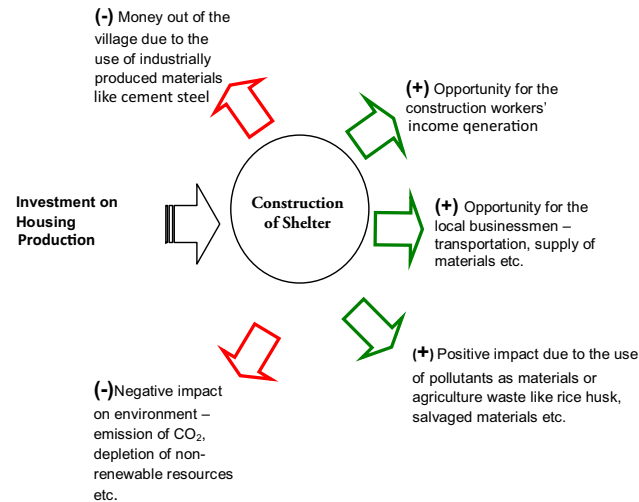 (-) Money out of the
village due to the
use of industrially
produced materials
like cement steel
(+) Opportunity for the
construction workers'
income qeneration
Investment on
Housing
Production
Construction
of Shelter
(+) Opportunity for the
local businessmen –
transportation, supply of
materials etc.
(-)Negative impact
on environment –
emission of CO₂,
depletion of non-
renewable resources
etc.
(+) Positive impact due to the use
of pollutants as materials or
agriculture waste like rice husk,
salvaged materials etc.